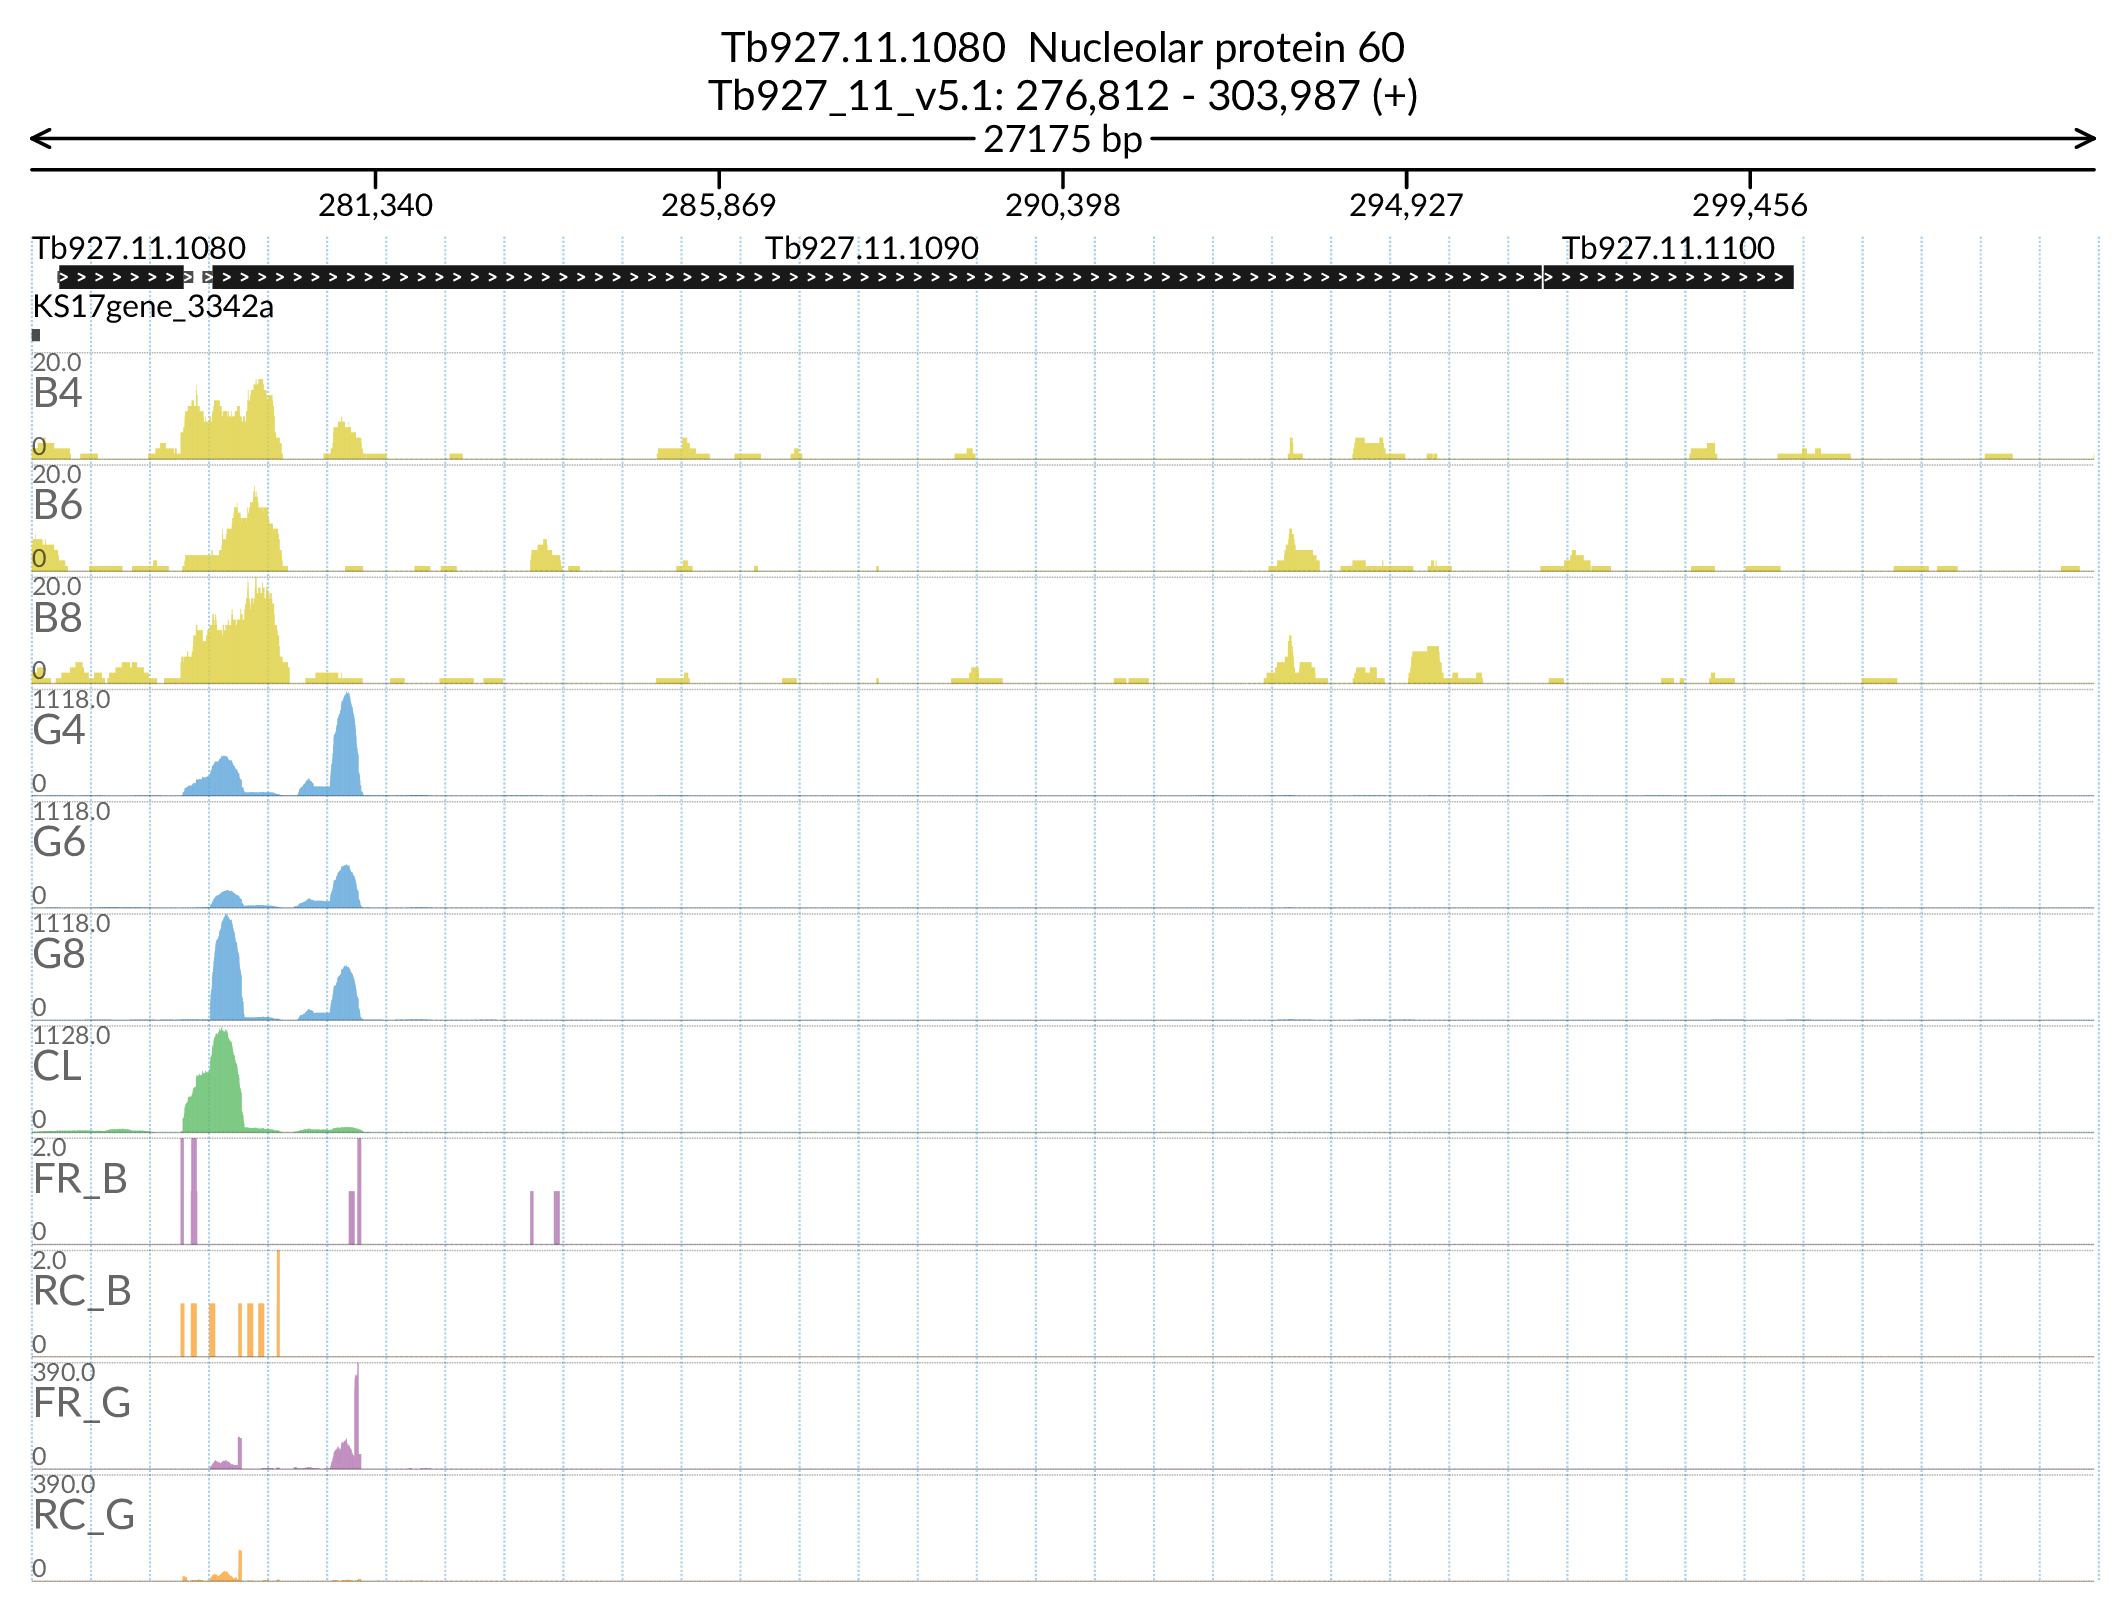 Tb927.11.1080  Nucleolar protein 60
Tb927_11_v5.1: 276,812 - 303,987 (+)
27175 bp
281,340 285,869 290,398 294,927 299,456
Tb927.11.1080 Tb927.11.1090 Tb927.11.1100
KS17gene_3342a
20.0
B4
0
20.0
B6
0
20.0
B8
0
1118.0
G4
0
1118.0
G6
0
1118.0
G8
0
1128.0
CL
0
2.0
FR_B
0
2.0
RC_B
0
390.0
FR_G
0
390.0
RC_G
0